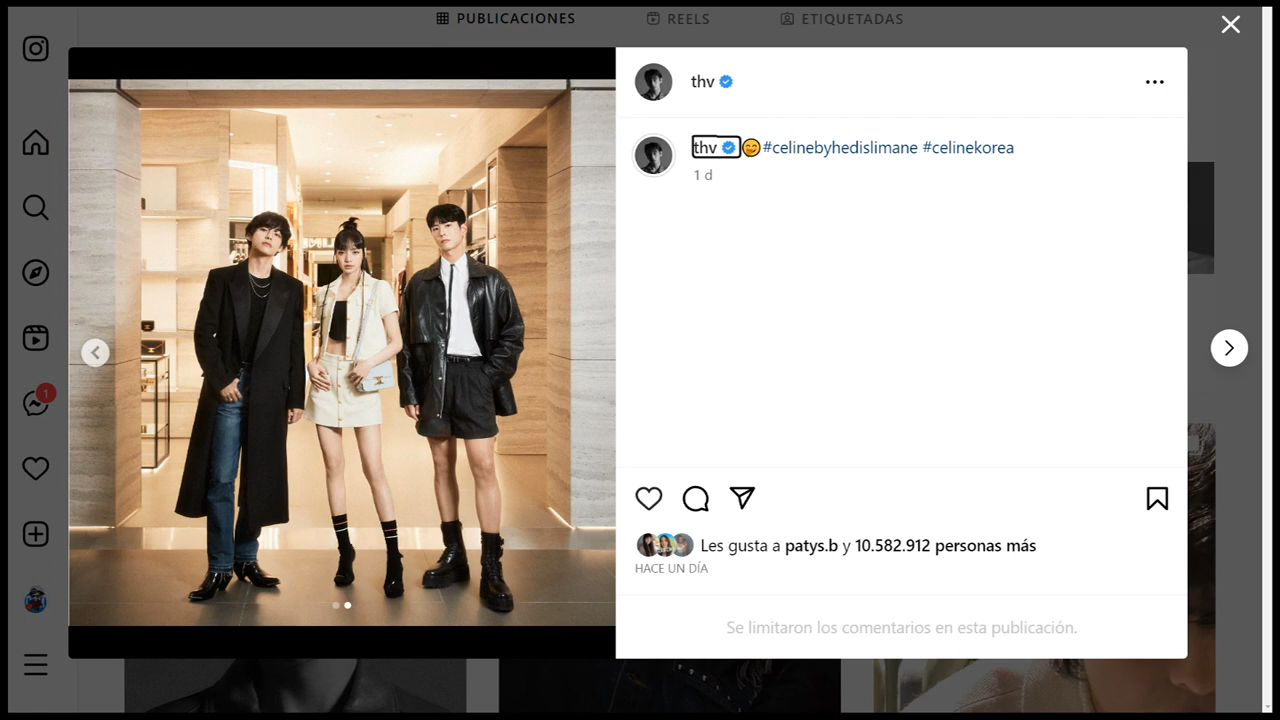 PUBLICACIONES
REELS
ETIQUETADAS
thv
thv 😊 #celinebyhedislimane #celinekorea
1 d
1
Les gusta a patys.b y 10.582.912 personas más
HACE UN DÍA
Se limitaron los comentarios en esta publicación.